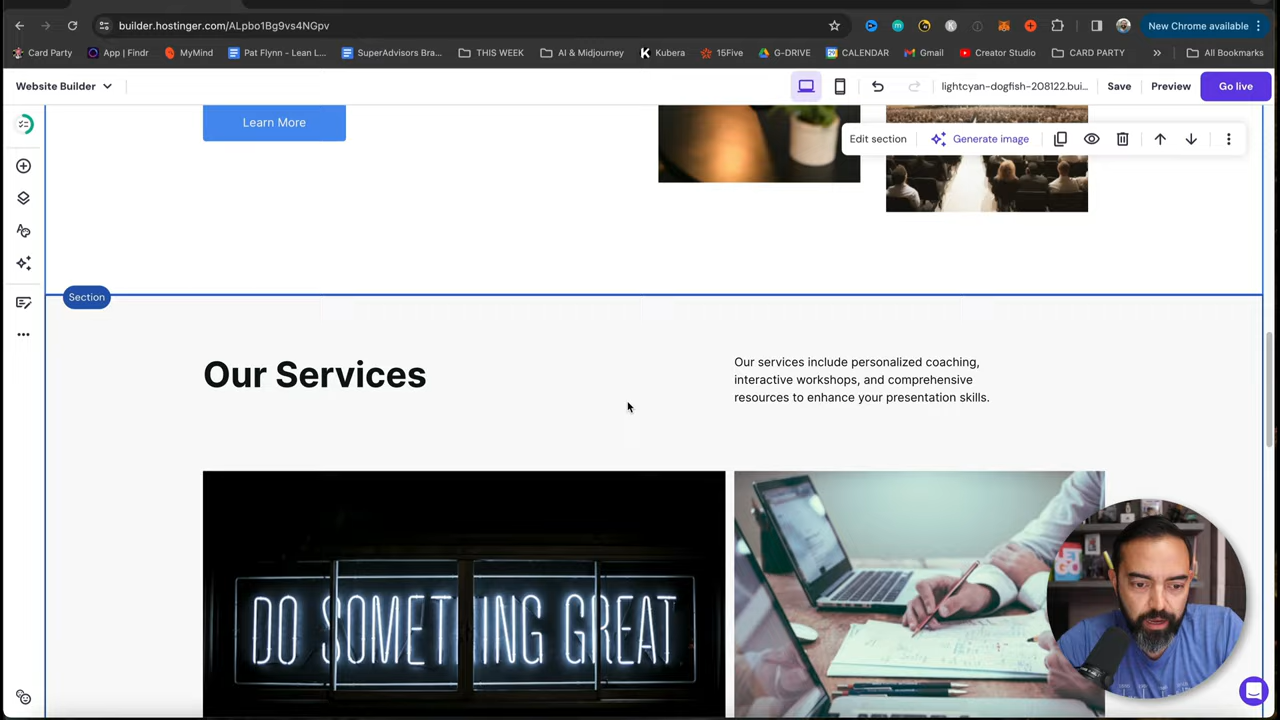 builder.hostinger.com/ALpbo1Bg9vs4NGpv
New Chrome available
Card Party
App | Findr
MyMind
Pat Flynn - Lean L...
SuperAdvisors Bra...
THIS WEEK
AI & Midjourney
Kubera
15Five
G-DRIVE
CALENDAR
Gmail
Creator Studio
CARD PARTY
All Bookmarks
Website Builder
lightcyan-dogfish-208122.bui...
Save
Preview
Go live
Learn More
Edit section
Generate image
Section
Our Services
Our services include personalized coaching,
interactive workshops, and comprehensive
resources to enhance your presentation skills.
DO SOMETHING GREAT